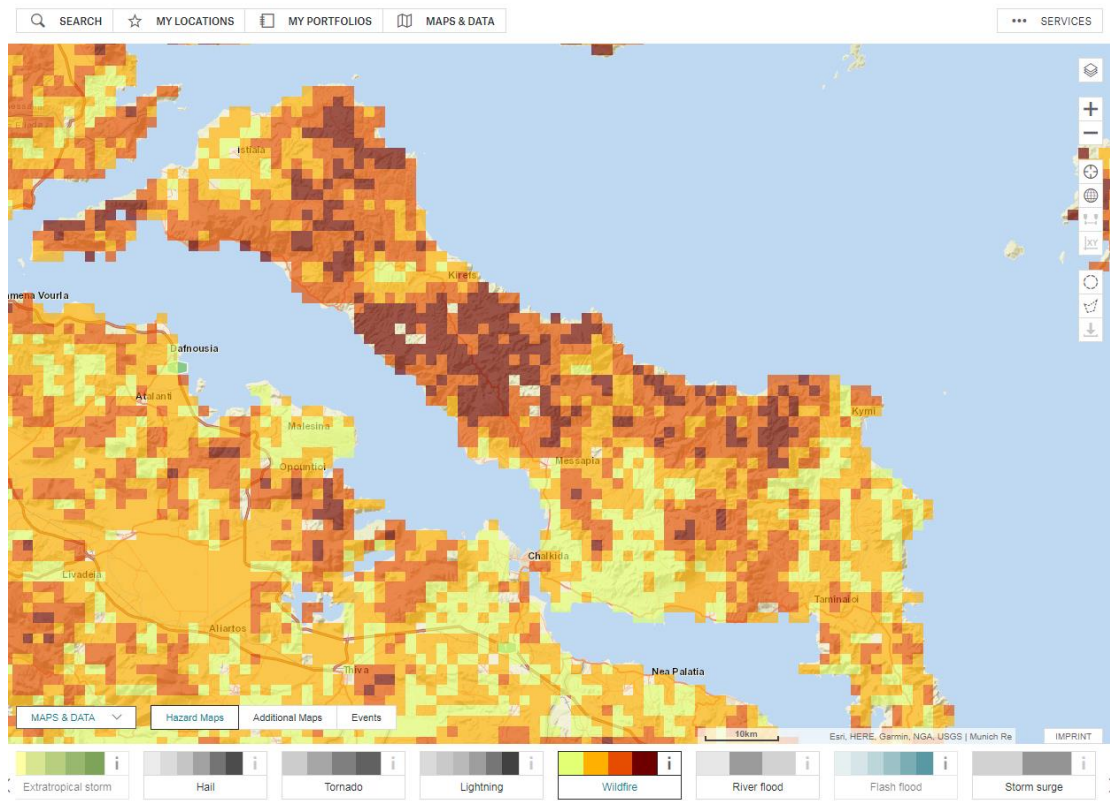 SEARCH
MY LOCATIONS
MY PORTFOLIOS
MAPS & DATA
••• SERVICES
Istiaia
XY
Kirefs
amena Vourla
Dafnousia
Atalanti
Kymi
Malesina
Messapia
Opountioi
Chalkida
Livadeia
Taminaioi
Aliartos
Thiva
Nea Palatia
MAPS & DATA
Hazard Maps
Additional Maps
Events
10km
Esri, HERE, Garmin, NGA, USGS | Munich Re
IMPRINT
Extratropical storm
i
Hail
i
Tornado
i
Lightning
i
Wildfire
i
River flood
i
Flash flood
i
Storm surge
i